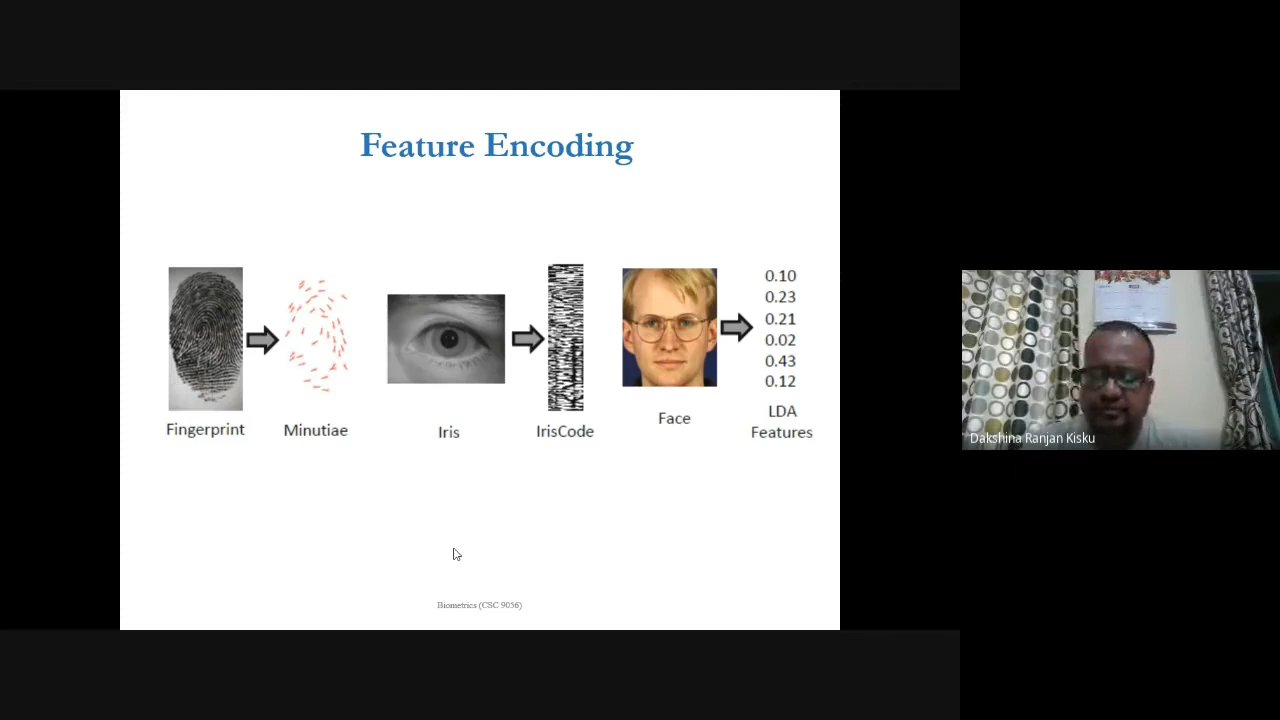 Feature Encoding
Fingerprint
Minutiae
Iris
IrisCode
Face
0.10
0.23
0.21
0.02
0.43
0.12
LDA
Features
Biometrics (CSC 9056)
Dakshina Ranjan Kisku